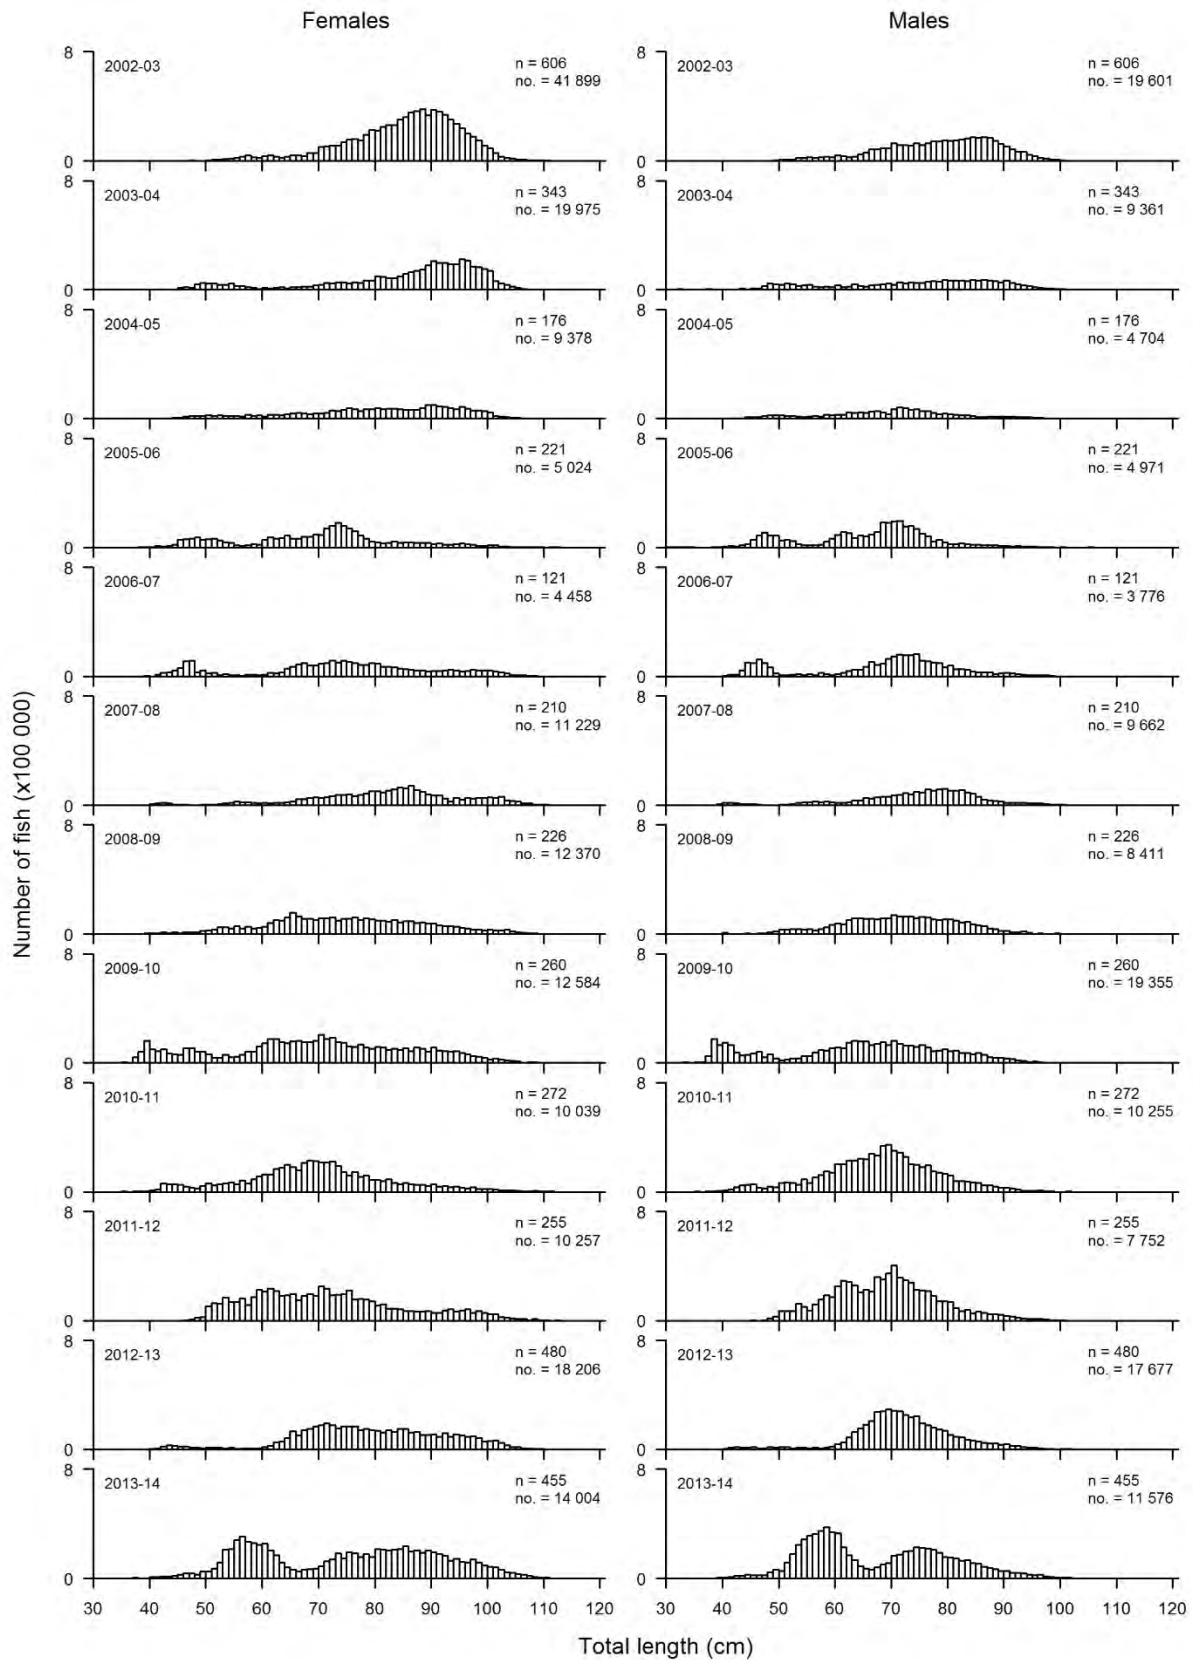 Females Males
8 8
2002-03 n = 606 2002-03 n = 606
no. = 41 899 no. = 19 601
0 0
8 8
2003-04 n = 343 2003-04 n = 343
no. = 19 975 no. = 9 361
0 0
8 8
2004-05 n = 176 2004-05 n = 176
no. = 9 378 no. = 4 704
0 0
8 8
2005-06 n = 221 2005-06 n = 221
no. = 5 024 no. = 4 971
0 0
8 8
2006-07 n = 121 2006-07 n = 121
no. = 4 458 no. = 3 776
0 0
8 8
2007-08 n = 210 2007-08 n = 210
no. = 11 229 no. = 9 662
0 0
8 8
2008-09 n = 226 2008-09 n = 226
no. = 12 370 no. = 8 411
0 0
8 8
2009-10 n = 260 2009-10 n = 260
no. = 12 584 no. = 19 355
0 0
8 8
2010-11 n = 272 2010-11 n = 272
no. = 10 039 no. = 10 255
0 0
8 8
2011-12 n = 255 2011-12 n = 255
no. = 10 257 no. = 7 752
0 0
8 8
2012-13 n = 480 2012-13 n = 480
no. = 18 206 no. = 17 677
0 0
8 8
2013-14 n = 455 2013-14 n = 455
no. = 14 004 no. = 11 576
0 0
30 40 50 60 70 80 90 100 110 120 30 40 50 60 70 80 90 100 110 120
Number of fish (x100 000)
Total length (cm)